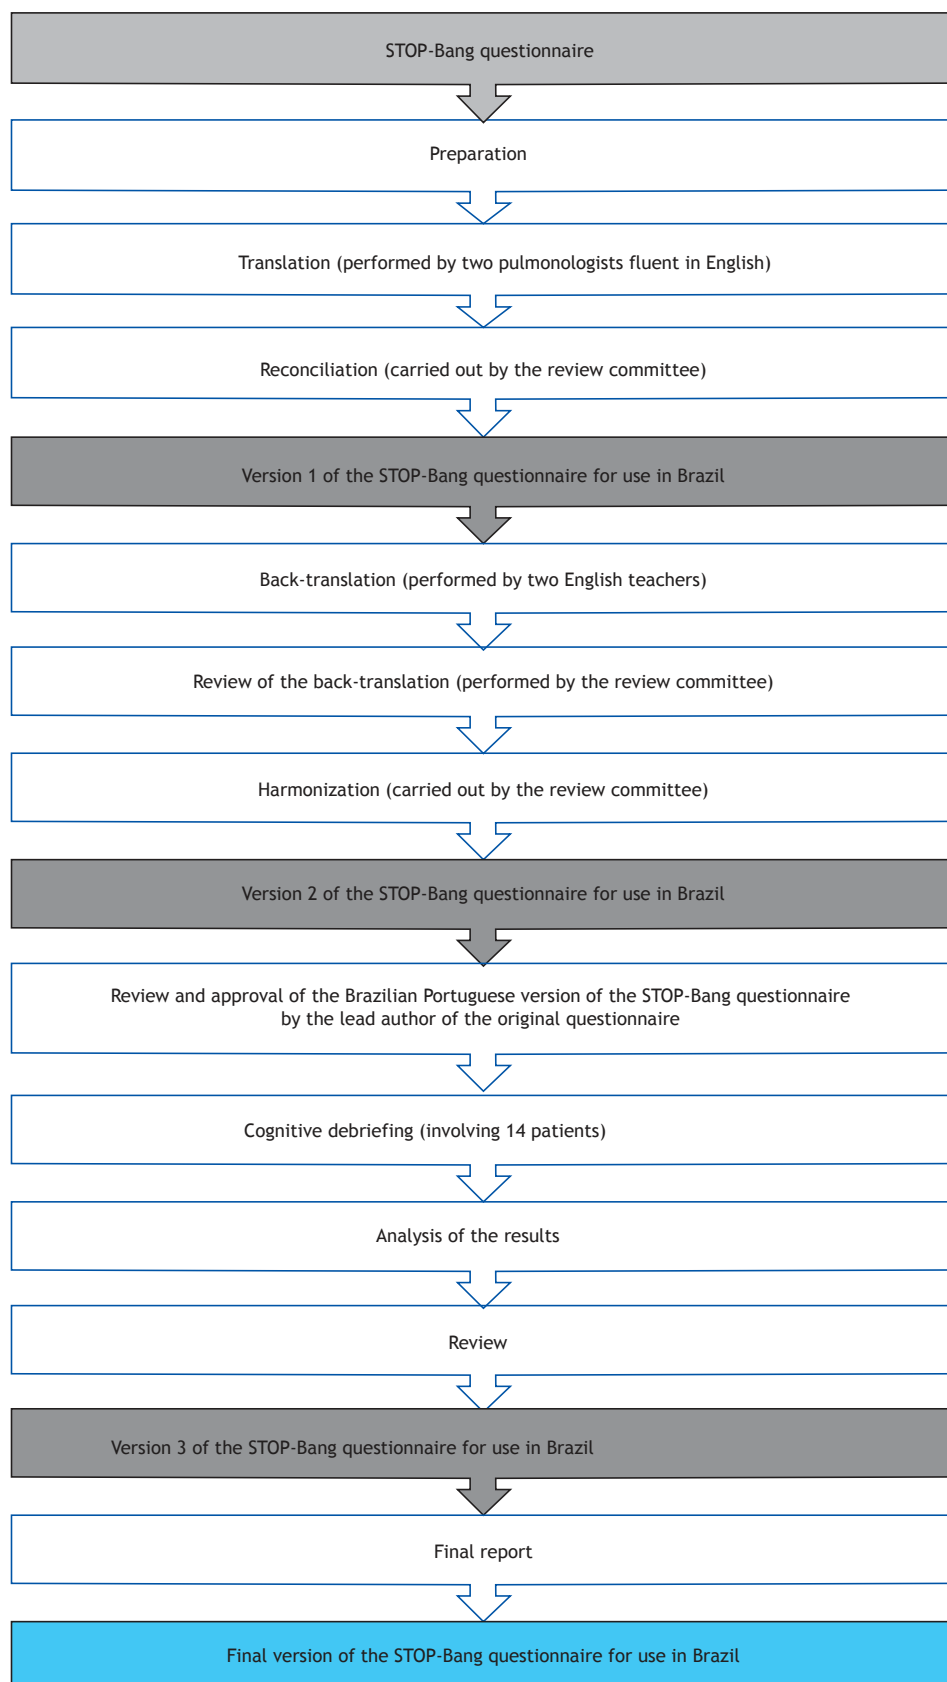 STOP-Bang questionnaire
Preparation
Translation (performed by two pulmonologists fluent in English)
Reconciliation (carried out by the review committee)
Version 1 of the STOP-Bang questionnaire for use in Brazil
Back-translation (performed by two English teachers)
Review of the back-translation (performed by the review committee)
Harmonization (carried out by the review committee)
Version 2 of the STOP-Bang questionnaire for use in Brazil
Review and approval of the Brazilian Portuguese version of the STOP-Bang questionnaire
by the lead author of the original questionnaire
Cognitive debriefing (involving 14 patients)
Analysis of the results
Review
Version 3 of the STOP-Bang questionnaire for use in Brazil
Final report
Final version of the STOP-Bang questionnaire for use in Brazil